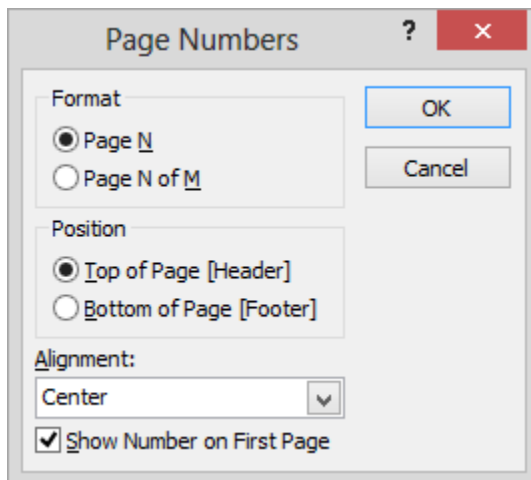 Page Numbers
?
Format
Page N
Page N of M
OK
Cancel
Position
Top of Page [Header]
Bottom of Page [Footer]
Alignment:
Center
Show Number on First Page